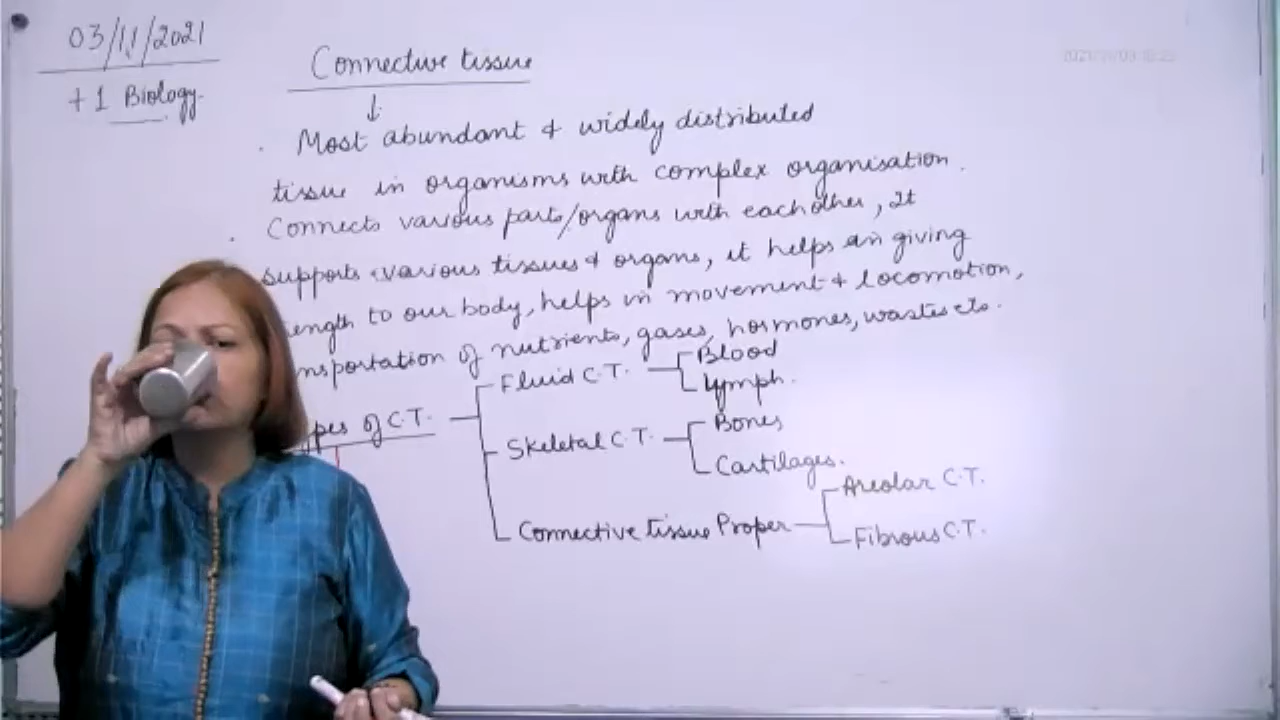 03/11/2021
+1 Biology.
Connective tissue
↓
. Most abundant & widely distributed
tissue in organisms with complex organisation.
. Connects various parts/organs with each other, It
supports various tissues & organs, it helps in giving
ength to our body, helps in movement & locomotion,
nsportation of nutrients, gases, hormones, wastes etc.
pes of C.T.
Fluid C.T.
Blood
Lymph.
Skeletal C.T.
Bones
Cartilages.
Connective tissue Proper
Areolar C.T.
Fibrous C.T.